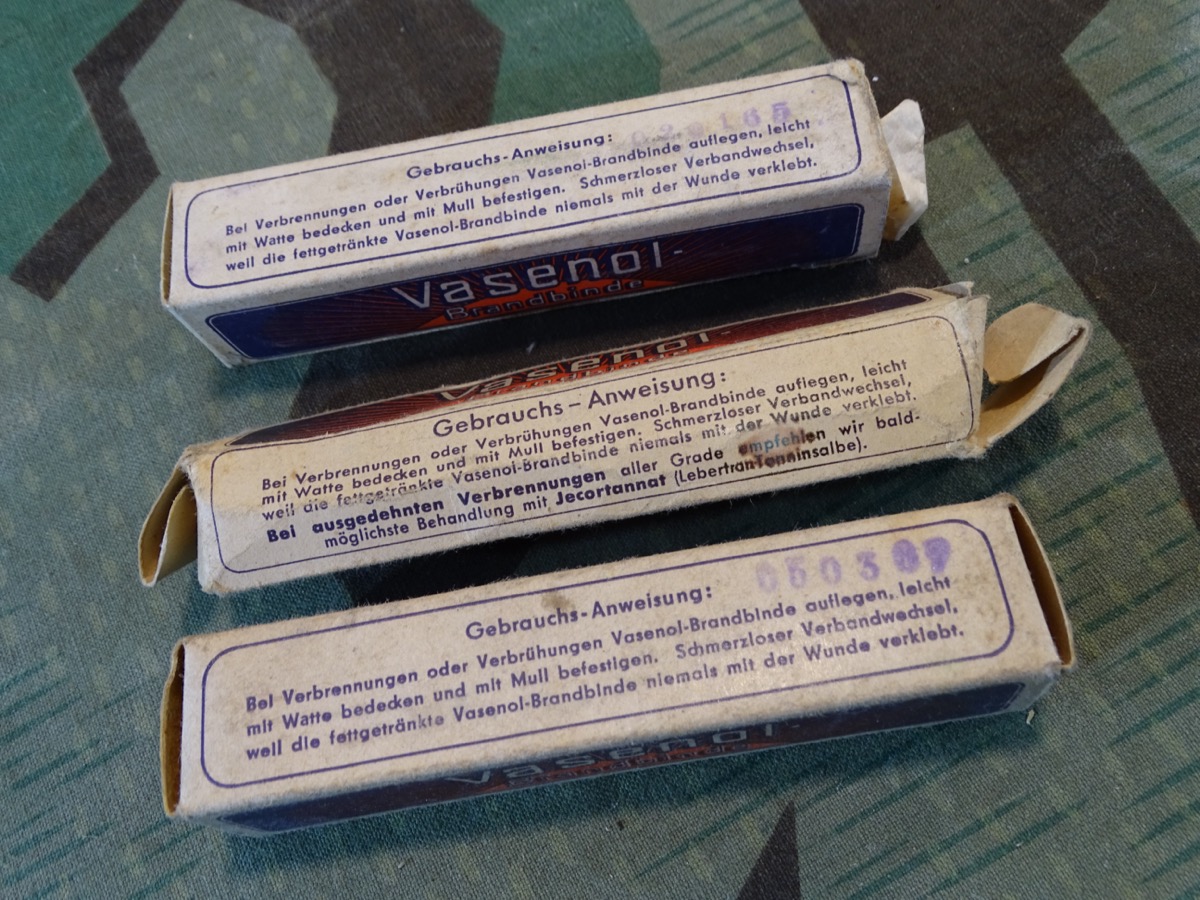 Gebrauchs-Anweisung:
Bei Verbrennungen oder Verbrühungen Vasenol-Brandbinde auflegen, leicht
mit Watte bedecken und mit Mull befestigen. Schmerzloser Verbandwechsel,
weil die fettgetränkte Vasenol-Brandbinde niemals mit der Wunde verklebt.
Vasenol-
Brandbinde
Vasenol-
Gebrauchs-Anweisung:
Bei Verbrennungen oder Verbrühungen Vasenol-Brandbinde auflegen, leicht
mit Watte bedecken und mit Mull befestigen. Schmerzloser Verbandwechsel,
weil die fettgetränkte Vasenol-Brandbinde niemals mit der Wunde verklebt.
Bei ausgedehnten Verbrennungen aller Grade empfehlen wir bald-
möglichste Behandlung mit Jecortannat (Lebertran-Tanninsalbe).
Gebrauchs-Anweisung:
Bei Verbrennungen oder Verbrühungen Vasenol-Brandbinde auflegen, leicht
mit Watte bedecken und mit Mull befestigen. Schmerzloser Verbandwechsel,
weil die fettgetränkte Vasenol-Brandbinde niemals mit der Wunde verklebt.
Vasenol-
Brandbinde